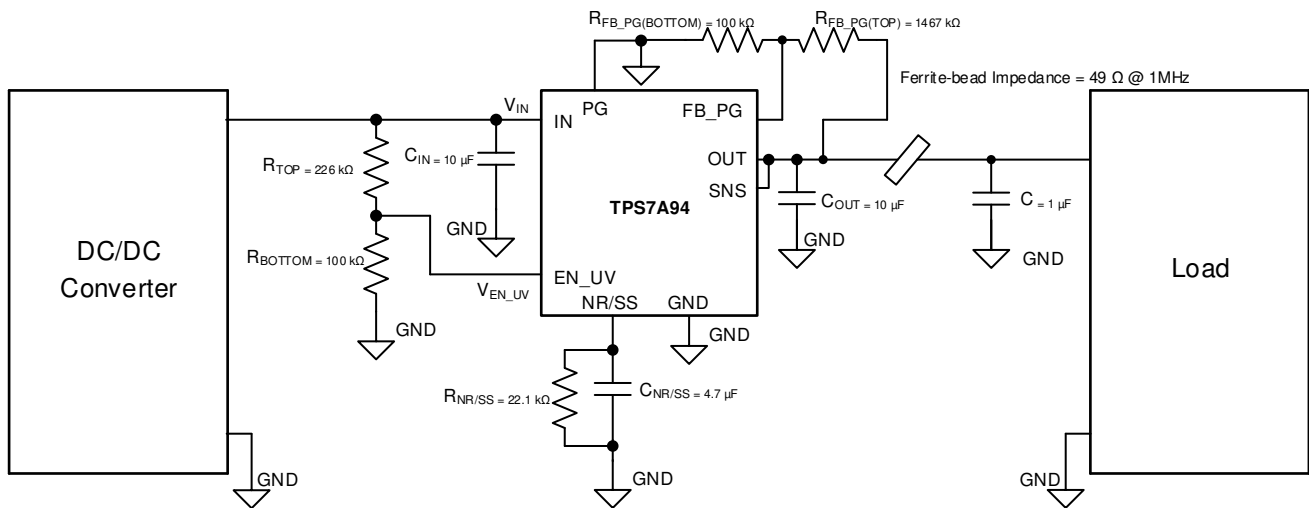 R_FB_PG(BOTTOM) = 100 kΩ
R_FB_PG(TOP) = 1467 kΩ
Ferrite-bead Impedance = 49 Ω @ 1MHz
V_IN
IN
PG
FB_PG
R_TOP = 226 kΩ
C_IN = 10 µF
OUT
SNS
TPS7A94
C_OUT = 10 µF
C_ = 1 µF
GND
GND
GND
DC/DC
Converter
R_BOTTOM = 100 kΩ
EN_UV
V_EN_UV
NR/SS
GND
Load
GND
GND
R_NR/SS = 22.1 kΩ
C_NR/SS = 4.7 µF
GND
GND
GND